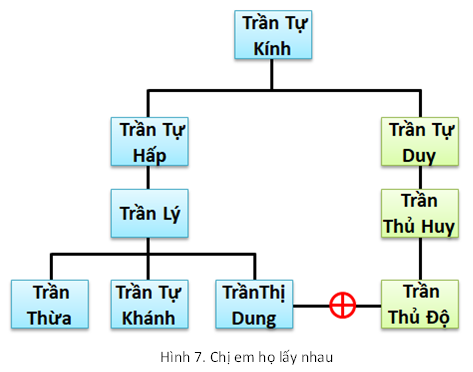 Trần Tự
Kính
Trần Tự
Hấp
Trần Tự
Duy
Trần Lý
Trần
Thủ Huy
Trần
Thừa
Trần Tự
Khánh
TrầnThị
Dung
Trần
Thủ Độ
Hình 7. Chị em họ lấy nhau